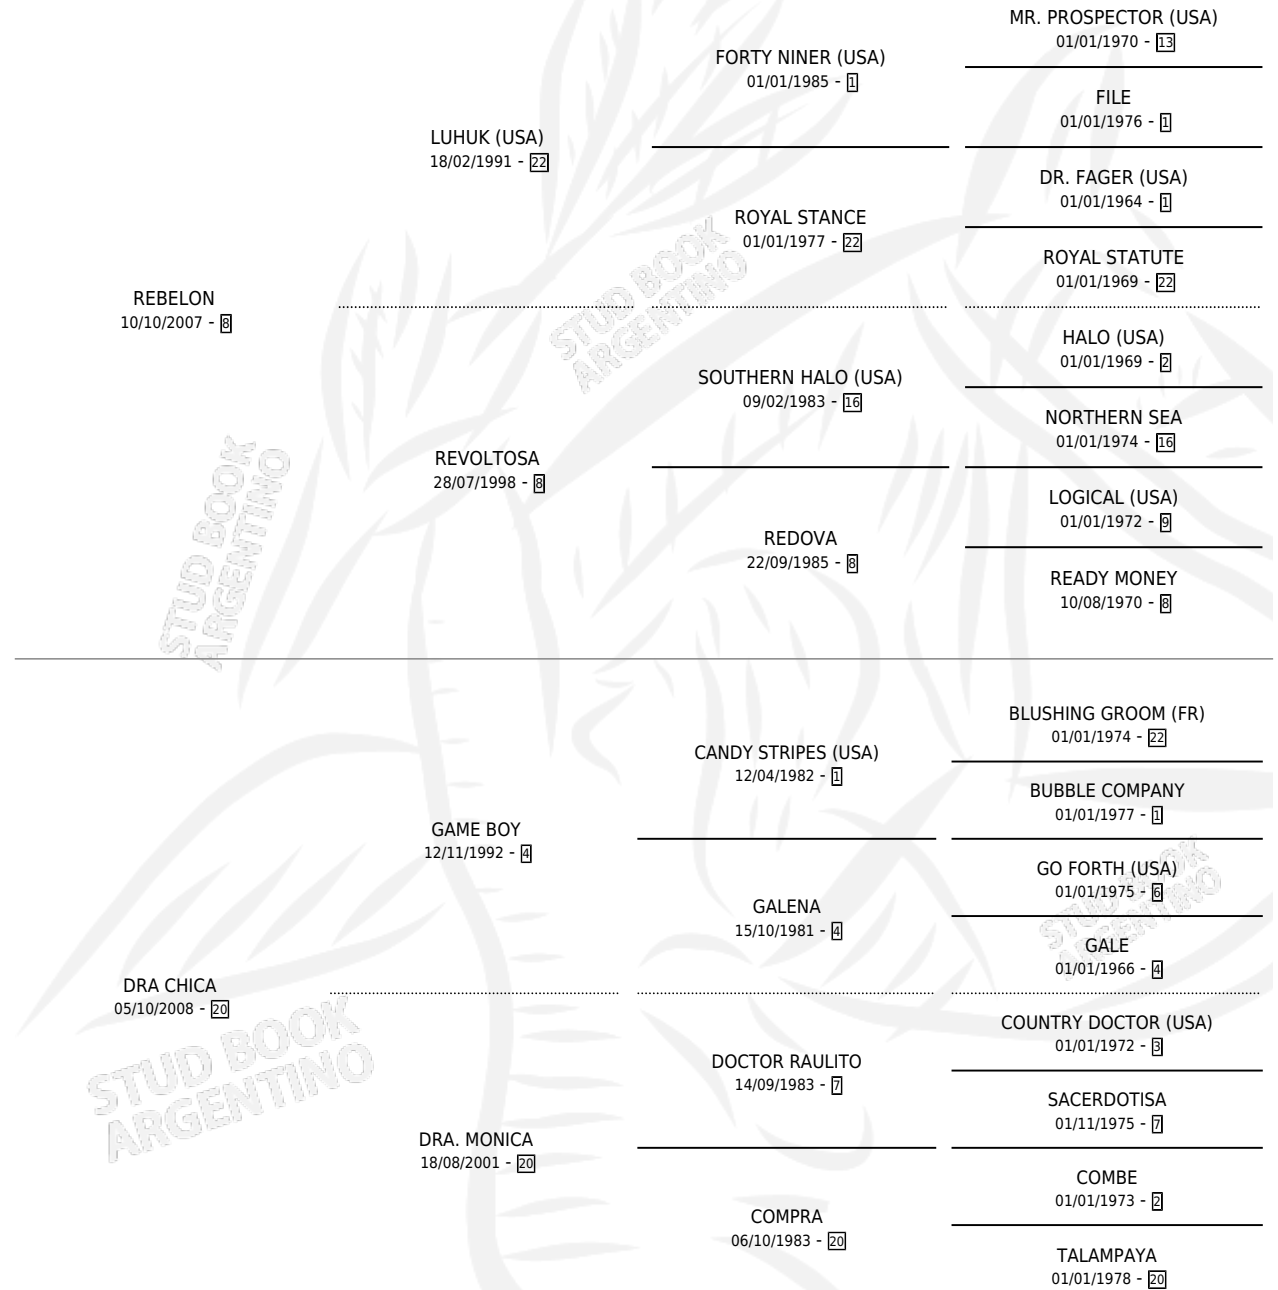 MR. PROSPECTOR (USA)
01/01/1970 - 13
FORTY NINER (USA)
01/01/1985 - 1
FILE
01/01/1976 - 1
LUHUK (USA)
18/02/1991 - 22
DR. FAGER (USA)
01/01/1964 - 1
ROYAL STANCE
01/01/1977 - 22
ROYAL STATUTE
01/01/1969 - 22
REBELON
10/10/2007 - 8
STUD BOOK
ARGENTINO
HALO (USA)
01/01/1969 - 2
SOUTHERN HALO (USA)
09/02/1983 - 16
NORTHERN SEA
01/01/1974 - 16
REVOLTOSA
28/07/1998 - 8
LOGICAL (USA)
01/01/1972 - 9
REDOVA
22/09/1985 - 8
READY MONEY
10/08/1970 - 8
STUD BOOK
ARGENTINO
BLUSHING GROOM (FR)
01/01/1974 - 22
CANDY STRIPES (USA)
12/04/1982 - 1
BUBBLE COMPANY
01/01/1977 - 1
GAME BOY
12/11/1992 - 4
GO FORTH (USA)
01/01/1975 - 6
GALENA
15/10/1981 - 4
GALE
01/01/1966 - 4
STUD BOOK
ARGENTINO
DRA CHICA
05/10/2008 - 20
COUNTRY DOCTOR (USA)
01/01/1972 - 3
DOCTOR RAULITO
14/09/1983 - 7
SACERDOTISA
01/11/1975 - 7
STUD BOOK
ARGENTINO
DRA. MONICA
18/08/2001 - 20
COMBE
01/01/1973 - 2
COMPRA
06/10/1983 - 20
TALAMPAYA
01/01/1978 - 20